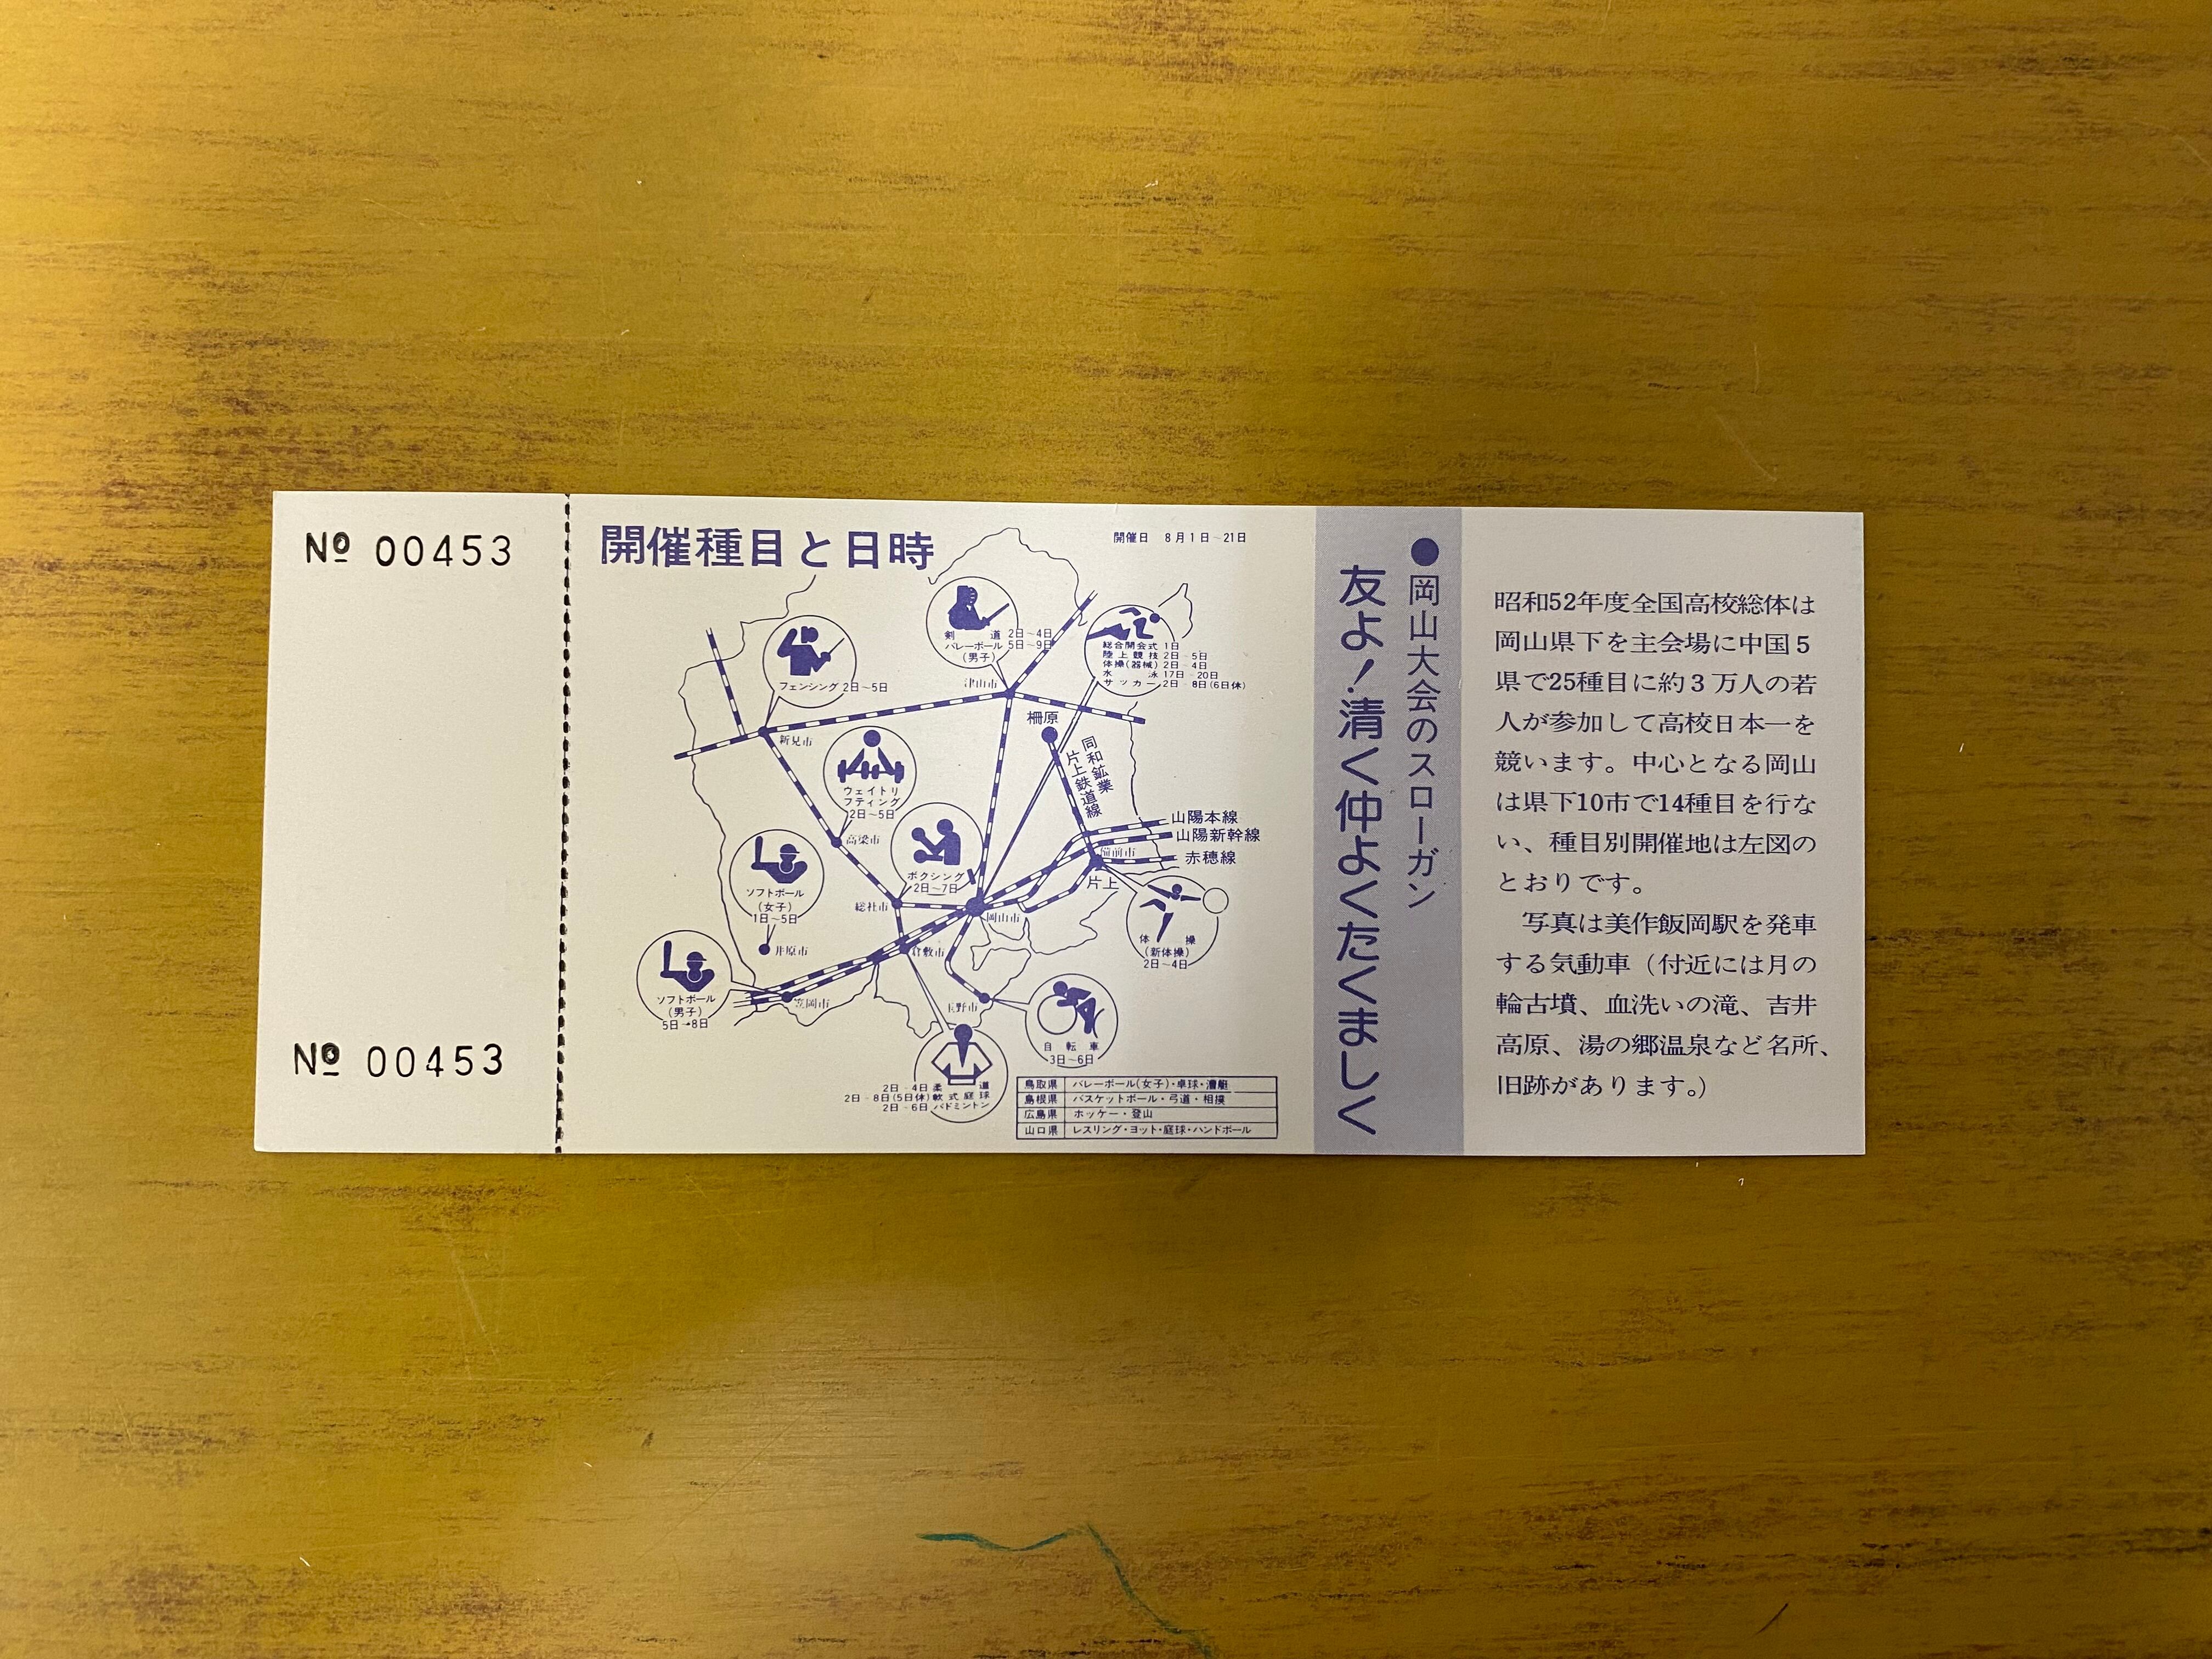 № 00453
№ 00453
開催種目と日時
開催日 8月1日~21日
フェンシング 2日~5日
剣道 2日~4日
バレーボール 5日~9日
(男子)
総合開会式 1日
陸上競技 2日~5日
体操(器械) 2日~4日
水泳 17日~20日
サッカー 2日~8日(6日休)
津山市
新見市
柵原
同和鉱業
片上鉄道線
ウェイトリ
フティング
2日~5日
高梁市
ボクシング
2日~7日
山陽本線
山陽新幹線
赤穂線
備前市
片上
ソフトボール
(女子)
1日~5日
井原市
総社市
岡山市
倉敷市
体操
(新体操)
2日~4日
ソフトボール
(男子)
5日~8日
笠岡市
玉野市
自転車
3日~6日
2日~4日 柔道
2日~8日(5日休) 軟式庭球
2日~6日 バドミントン
鳥取県 バレーボール(女子)・卓球・漕艇
島根県 バスケットボール・弓道・相撲
広島県 ホッケー・登山
山口県 レスリング・ヨット・庭球・ハンドボール
●岡山大会のスローガン
友よ!清く仲よくたくましく
昭和52年度全国高校総体は
岡山県下を主会場に中国5
県で25種目に約3万人の若
人が参加して高校日本一を
競います。中心となる岡山
は県下10市で14種目を行な
い、種目別開催地は左図の
とおりです。
写真は美作飯岡駅を発車
する気動車(付近には月の
輪古墳、血洗いの滝、吉井
高原、湯の郷温泉など名所、
旧跡があります。)